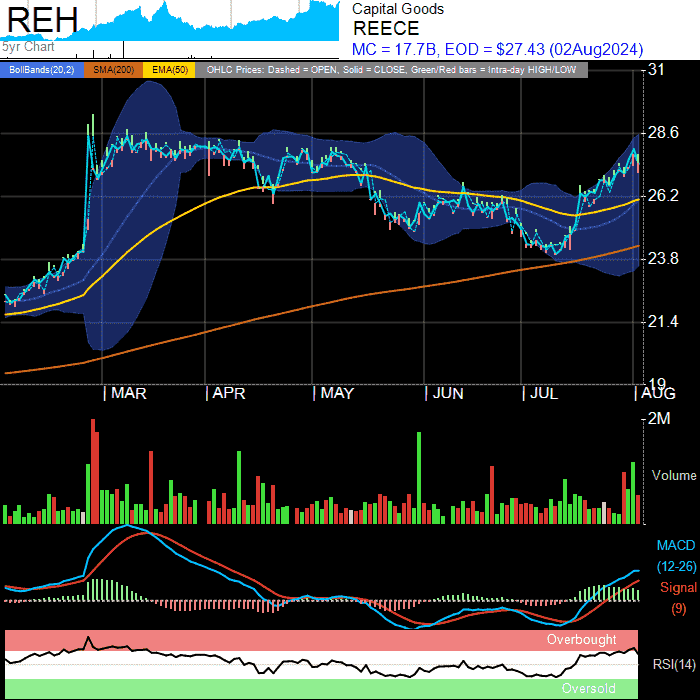 REH
5yr Chart
Capital Goods
REECE
MC = 17.7B, EOD = $27.43 (02Aug2024)
BollBands(20,2) SMA(200) EMA(50) OHLC Prices: Dashed = OPEN, Solid = CLOSE, Green/Red bars = Intra-day HIGH/LOW
31
28.6
26.2
23.8
21.4
19
MAR APR MAY JUN JUL AUG
2M
Volume
MACD
(12-26)
Signal
(9)
Overbought
RSI(14)
Oversold